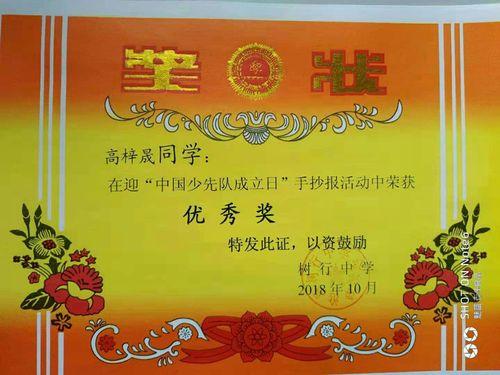 奖 状
高梓晟同学：
在迎“中国少先队成立日”手抄报活动中荣获
优秀奖
特发此证，以资鼓励
树行中学
2018年10月
SHOT ON Note6